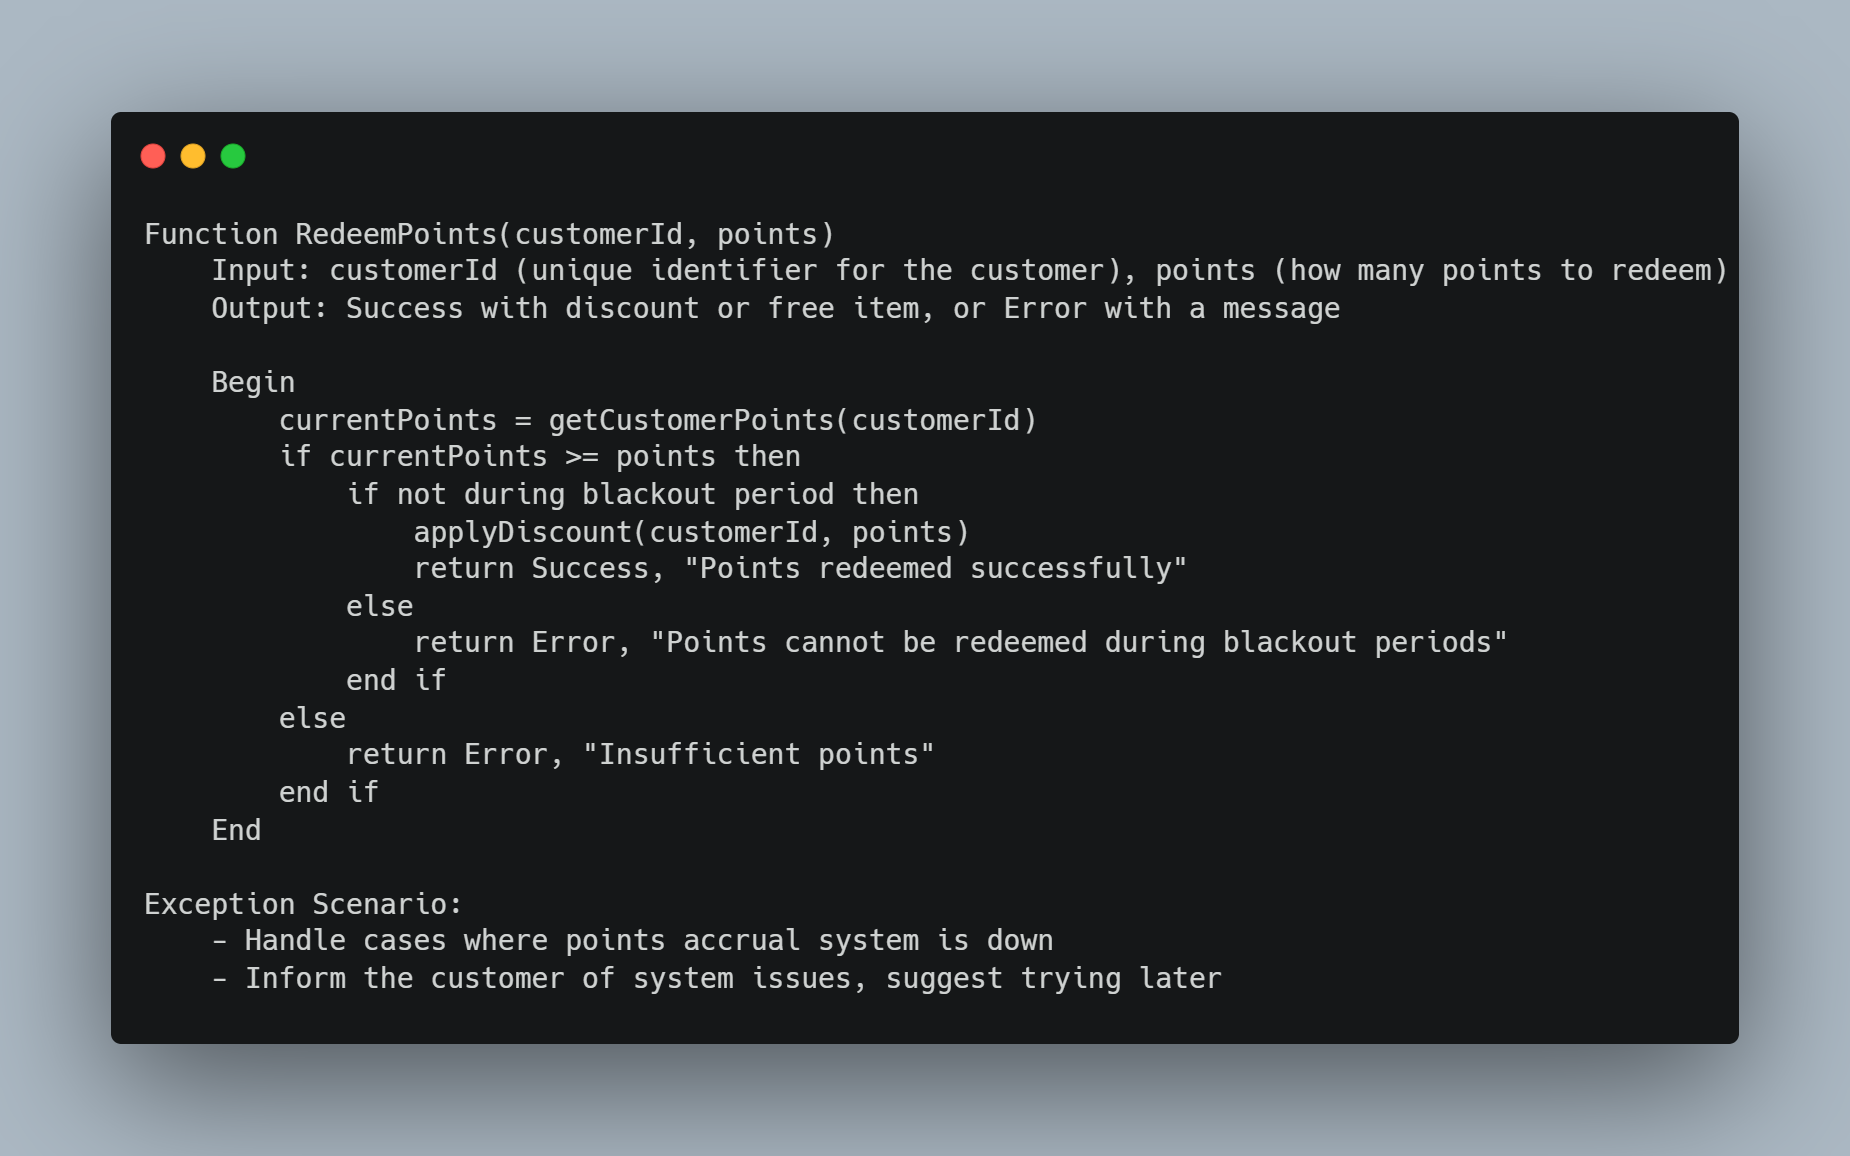 Function RedeemPoints(customerId, points)
    Input: customerId (unique identifier for the customer), points (how many points to redeem)
    Output: Success with discount or free item, or Error with a message

    Begin
        currentPoints = getCustomerPoints(customerId)
        if currentPoints >= points then
            if not during blackout period then
                applyDiscount(customerId, points)
                return Success, "Points redeemed successfully"
            else
                return Error, "Points cannot be redeemed during blackout periods"
            end if
        else
            return Error, "Insufficient points"
        end if
    End

Exception Scenario:
    - Handle cases where points accrual system is down
    - Inform the customer of system issues, suggest trying later